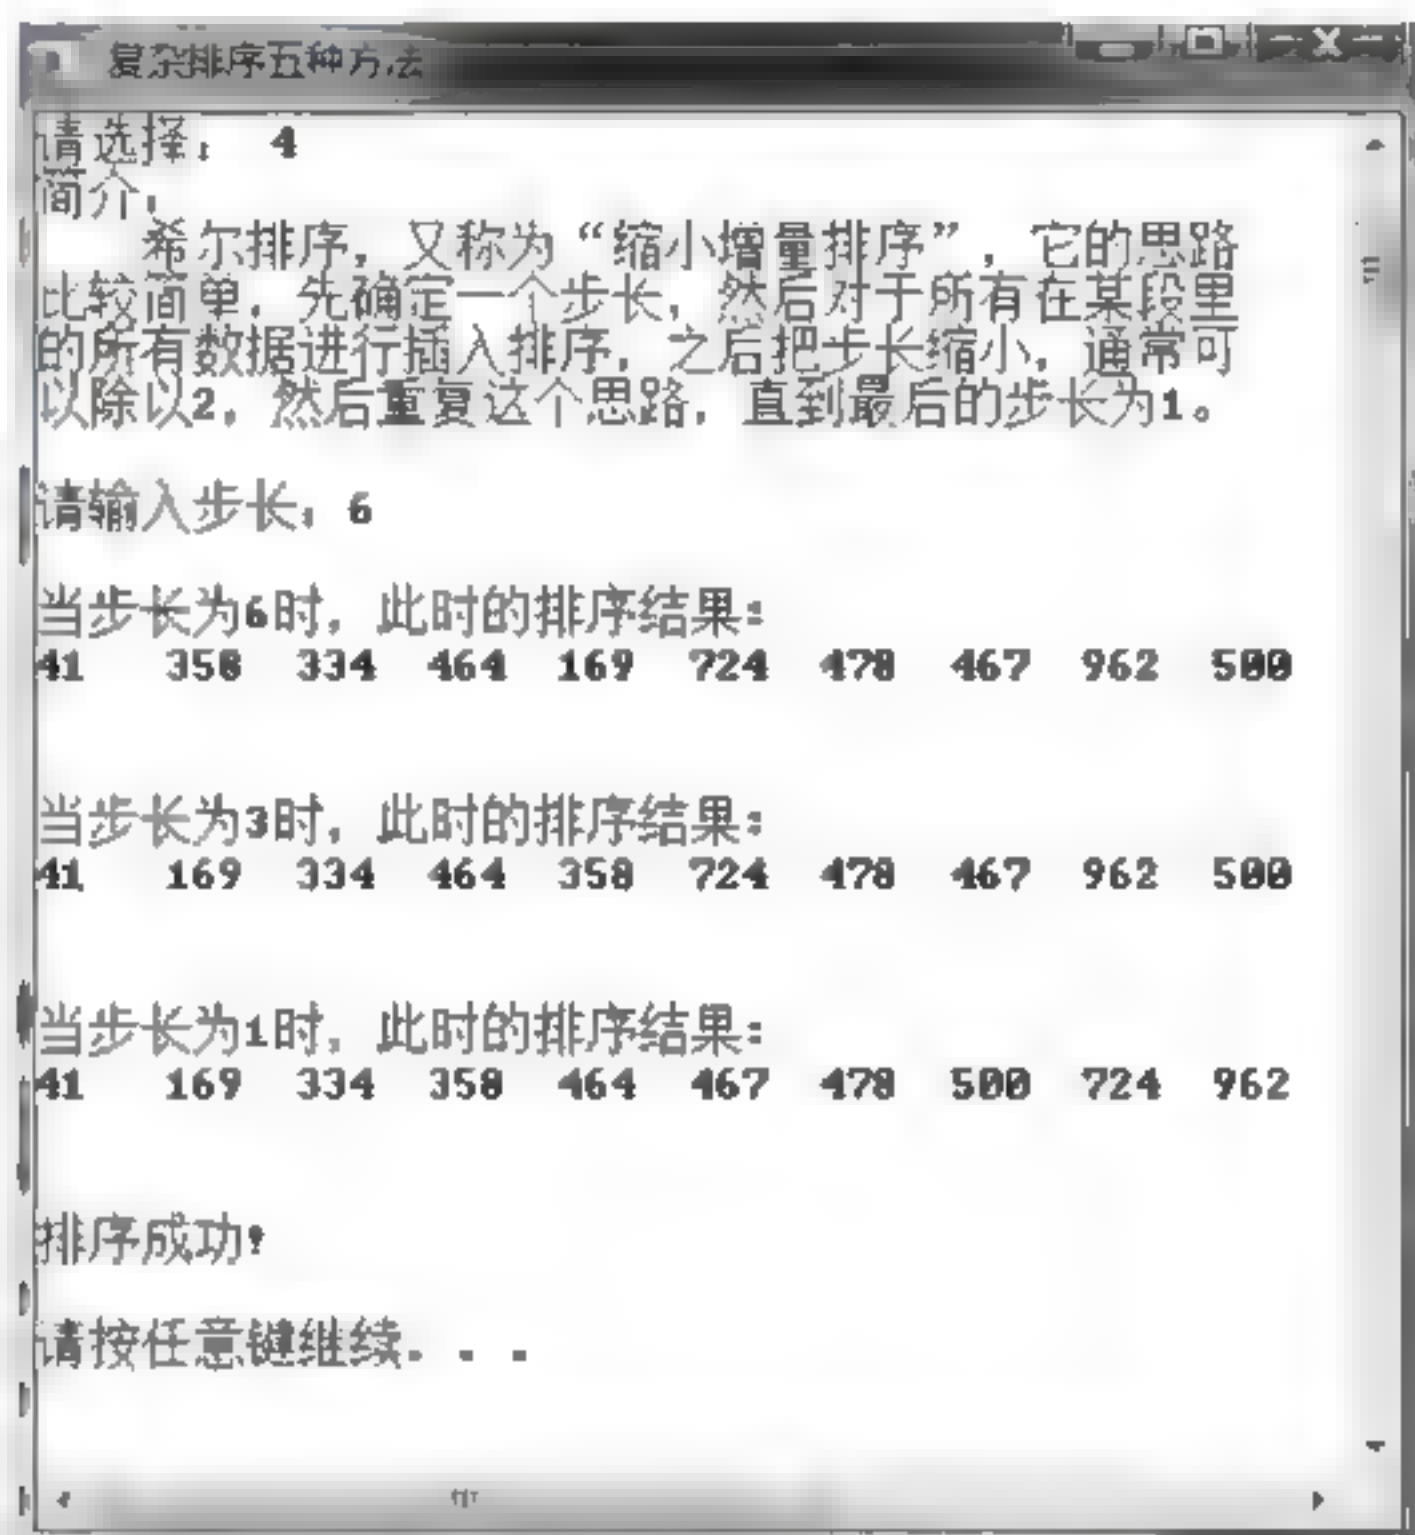 复杂排序五种方法
请选择： 4
简介：
希尔排序，又称为“缩小增量排序”，它的思路
比较简单，先确定一个步长，然后对于所有在某段里
的所有数据进行插入排序，之后把步长缩小，通常可
以除以2，然后重复这个思路，直到最后的步长为1。
请输入步长：6
当步长为6时，此时的排序结果：
41 358 334 464 169 724 478 467 962 500
当步长为3时，此时的排序结果：
41 169 334 464 358 724 478 467 962 500
当步长为1时，此时的排序结果：
41 169 334 358 464 467 478 500 724 962
排序成功！
请按任意键继续. . .